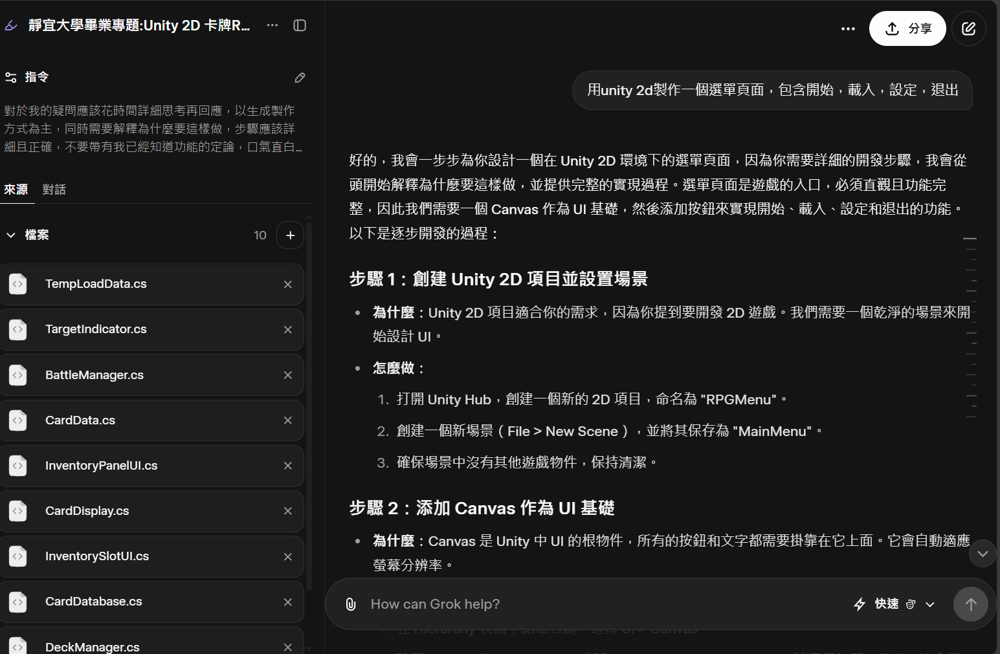 靜宜大學畢業專題:Unity 2D 卡牌R...
指令
對於我的疑問應該花時間詳細思考再回應，以生成製作
方式為主，同時需要解釋為什麼要這樣做，步驟應該詳
細且正確，不要帶有我已經知道功能的定論，口氣直白...
來源
對話
檔案
10
TempLoadData.cs
TargetIndicator.cs
BattleManager.cs
CardData.cs
InventoryPanelUI.cs
CardDisplay.cs
InventorySlotUI.cs
CardDatabase.cs
DeckManager.cs
分享
用unity 2d製作一個選單頁面，包含開始，載入，設定，退出
好的，我會一步步為你設計一個在 Unity 2D 環境下的選單頁面，因為你需要詳細的開發步驟，我會從
頭開始解釋為什麼要這樣做，並提供完整的實現過程。選單頁面是遊戲的入口，必須直觀且功能完
整，因此我們需要一個 Canvas 作為 UI 基礎，然後添加按鈕來實現開始、載入、設定和退出的功能。
以下是逐步開發的過程：
步驟 1：創建 Unity 2D 項目並設置場景
為什麼：Unity 2D 項目適合你的需求，因為你提到要開發 2D 遊戲。我們需要一個乾淨的場景來開
始設計 UI。
怎麼做：
1. 打開 Unity Hub，創建一個新的 2D 項目，命名為 "RPGMenu"。
2. 創建一個新場景（File > New Scene），並將其保存為 "MainMenu"。
3. 確保場景中沒有其他遊戲物件，保持清潔。
步驟 2：添加 Canvas 作為 UI 基礎
為什麼：Canvas 是 Unity 中 UI 的根物件，所有的按鈕和文字都需要掛靠在它上面。它會自動適應
螢幕分辨率。
How can Grok help?
快速